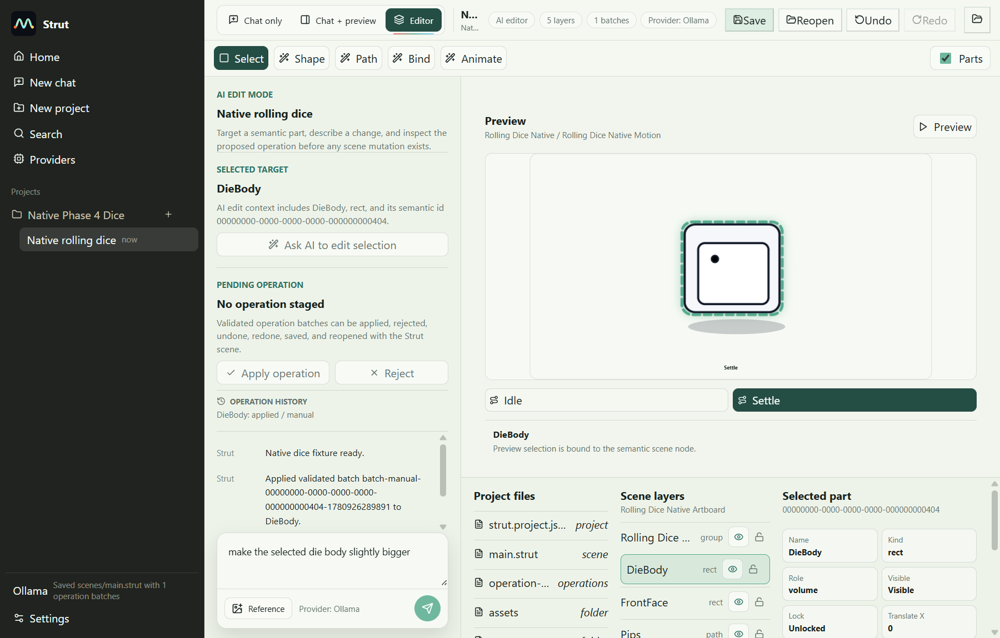 Strut
Home
New chat
New project
Search
Providers
Projects
Native Phase 4 Dice
Native rolling dice now
Ollama
Saved scenes/main.strut with 1
operation batches
Settings
Chat only
Chat + preview
Editor
N...
Nat...
AI editor
5 layers
1 batches
Provider: Ollama
Save
Reopen
Undo
Redo
Select
Shape
Path
Bind
Animate
Parts
AI EDIT MODE
Native rolling dice
Target a semantic part, describe a change, and inspect the
proposed operation before any scene mutation exists.
SELECTED TARGET
DieBody
AI edit context includes DieBody, rect, and its semantic id
00000000-0000-0000-0000-000000000404.
Ask AI to edit selection
PENDING OPERATION
No operation staged
Validated operation batches can be applied, rejected,
undone, redone, saved, and reopened with the Strut
scene.
Apply operation
Reject
OPERATION HISTORY
DieBody: applied / manual
Strut Native dice fixture ready.
Strut Applied validated batch batch-manual-
00000000-0000-0000-0000-
000000000404-1780926289891 to
DieBody.
make the selected die body slightly bigger
Reference
Provider: Ollama
Preview
Rolling Dice Native / Rolling Dice Native Motion
Preview
Settle
Idle
Settle
DieBody
Preview selection is bound to the semantic scene node.
Project files
strut.project.js... project
main.strut scene
operation-... operations
assets folder
Scene layers
Rolling Dice Native Artboard
Rolling Dice ... group
DieBody rect
FrontFace rect
Pips path
Selected part
00000000-0000-0000-0000-000000000404
Name
DieBody
Kind
rect
Role
volume
Visible
Visible
Lock
Unlocked
Translate X
0